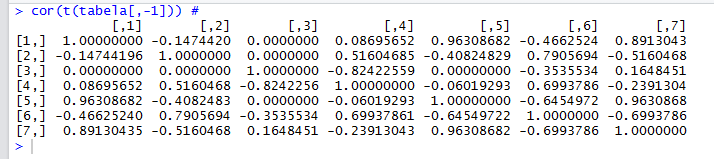 > cor(t(tabela[,-1])) #
[,1] [,2] [,3] [,4] [,5] [,6] [,7]
[1,] 1.00000000 -0.1474420 0.0000000 0.08695652 0.96308682 -0.4662524 0.8913043
[2,] -0.14744196 1.0000000 0.0000000 0.51604685 -0.40824829 0.7905694 -0.5160468
[3,] 0.00000000 0.0000000 1.0000000 -0.82422559 0.00000000 -0.3535534 0.1648451
[4,] 0.08695652 0.5160468 -0.8242256 1.00000000 -0.06019293 0.6993786 -0.2391304
[5,] 0.96308682 -0.4082483 0.0000000 -0.06019293 1.00000000 -0.6454972 0.9630868
[6,] -0.46625240 0.7905694 -0.3535534 0.69937861 -0.64549722 1.0000000 -0.6993786
[7,] 0.89130435 -0.5160468 0.1648451 -0.23913043 0.96308682 -0.6993786 1.0000000
>